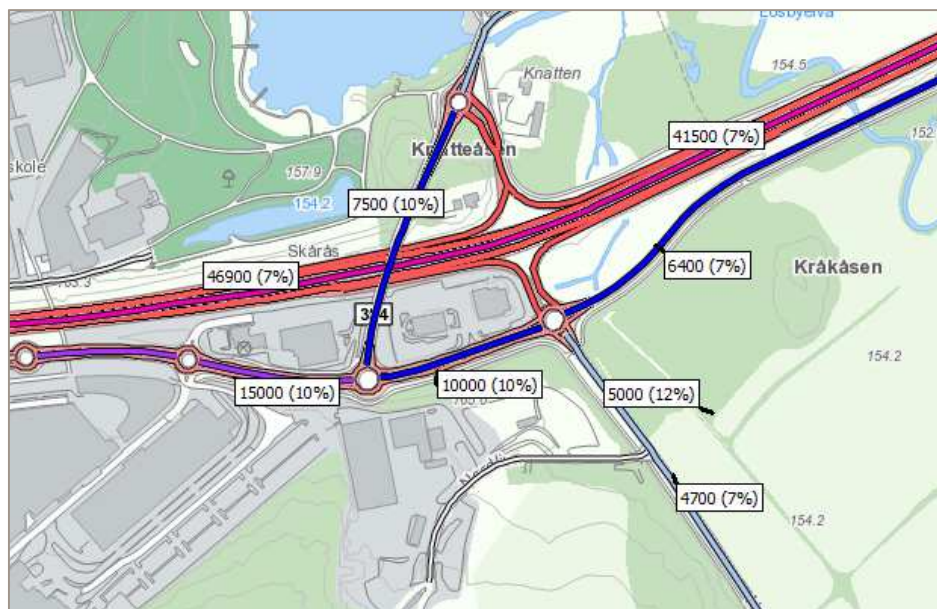 Losbyelva
Knatten
154.5
152.
41500 (7%)
Knatteåsen
skole
157.9
154.2
7500 (10%)
Skårås
46900 (7%)
6400 (7%)
Kråkåsen
154.2
15000 (10%)
10000 (10%)
5000 (12%)
4700 (7%)
154.2